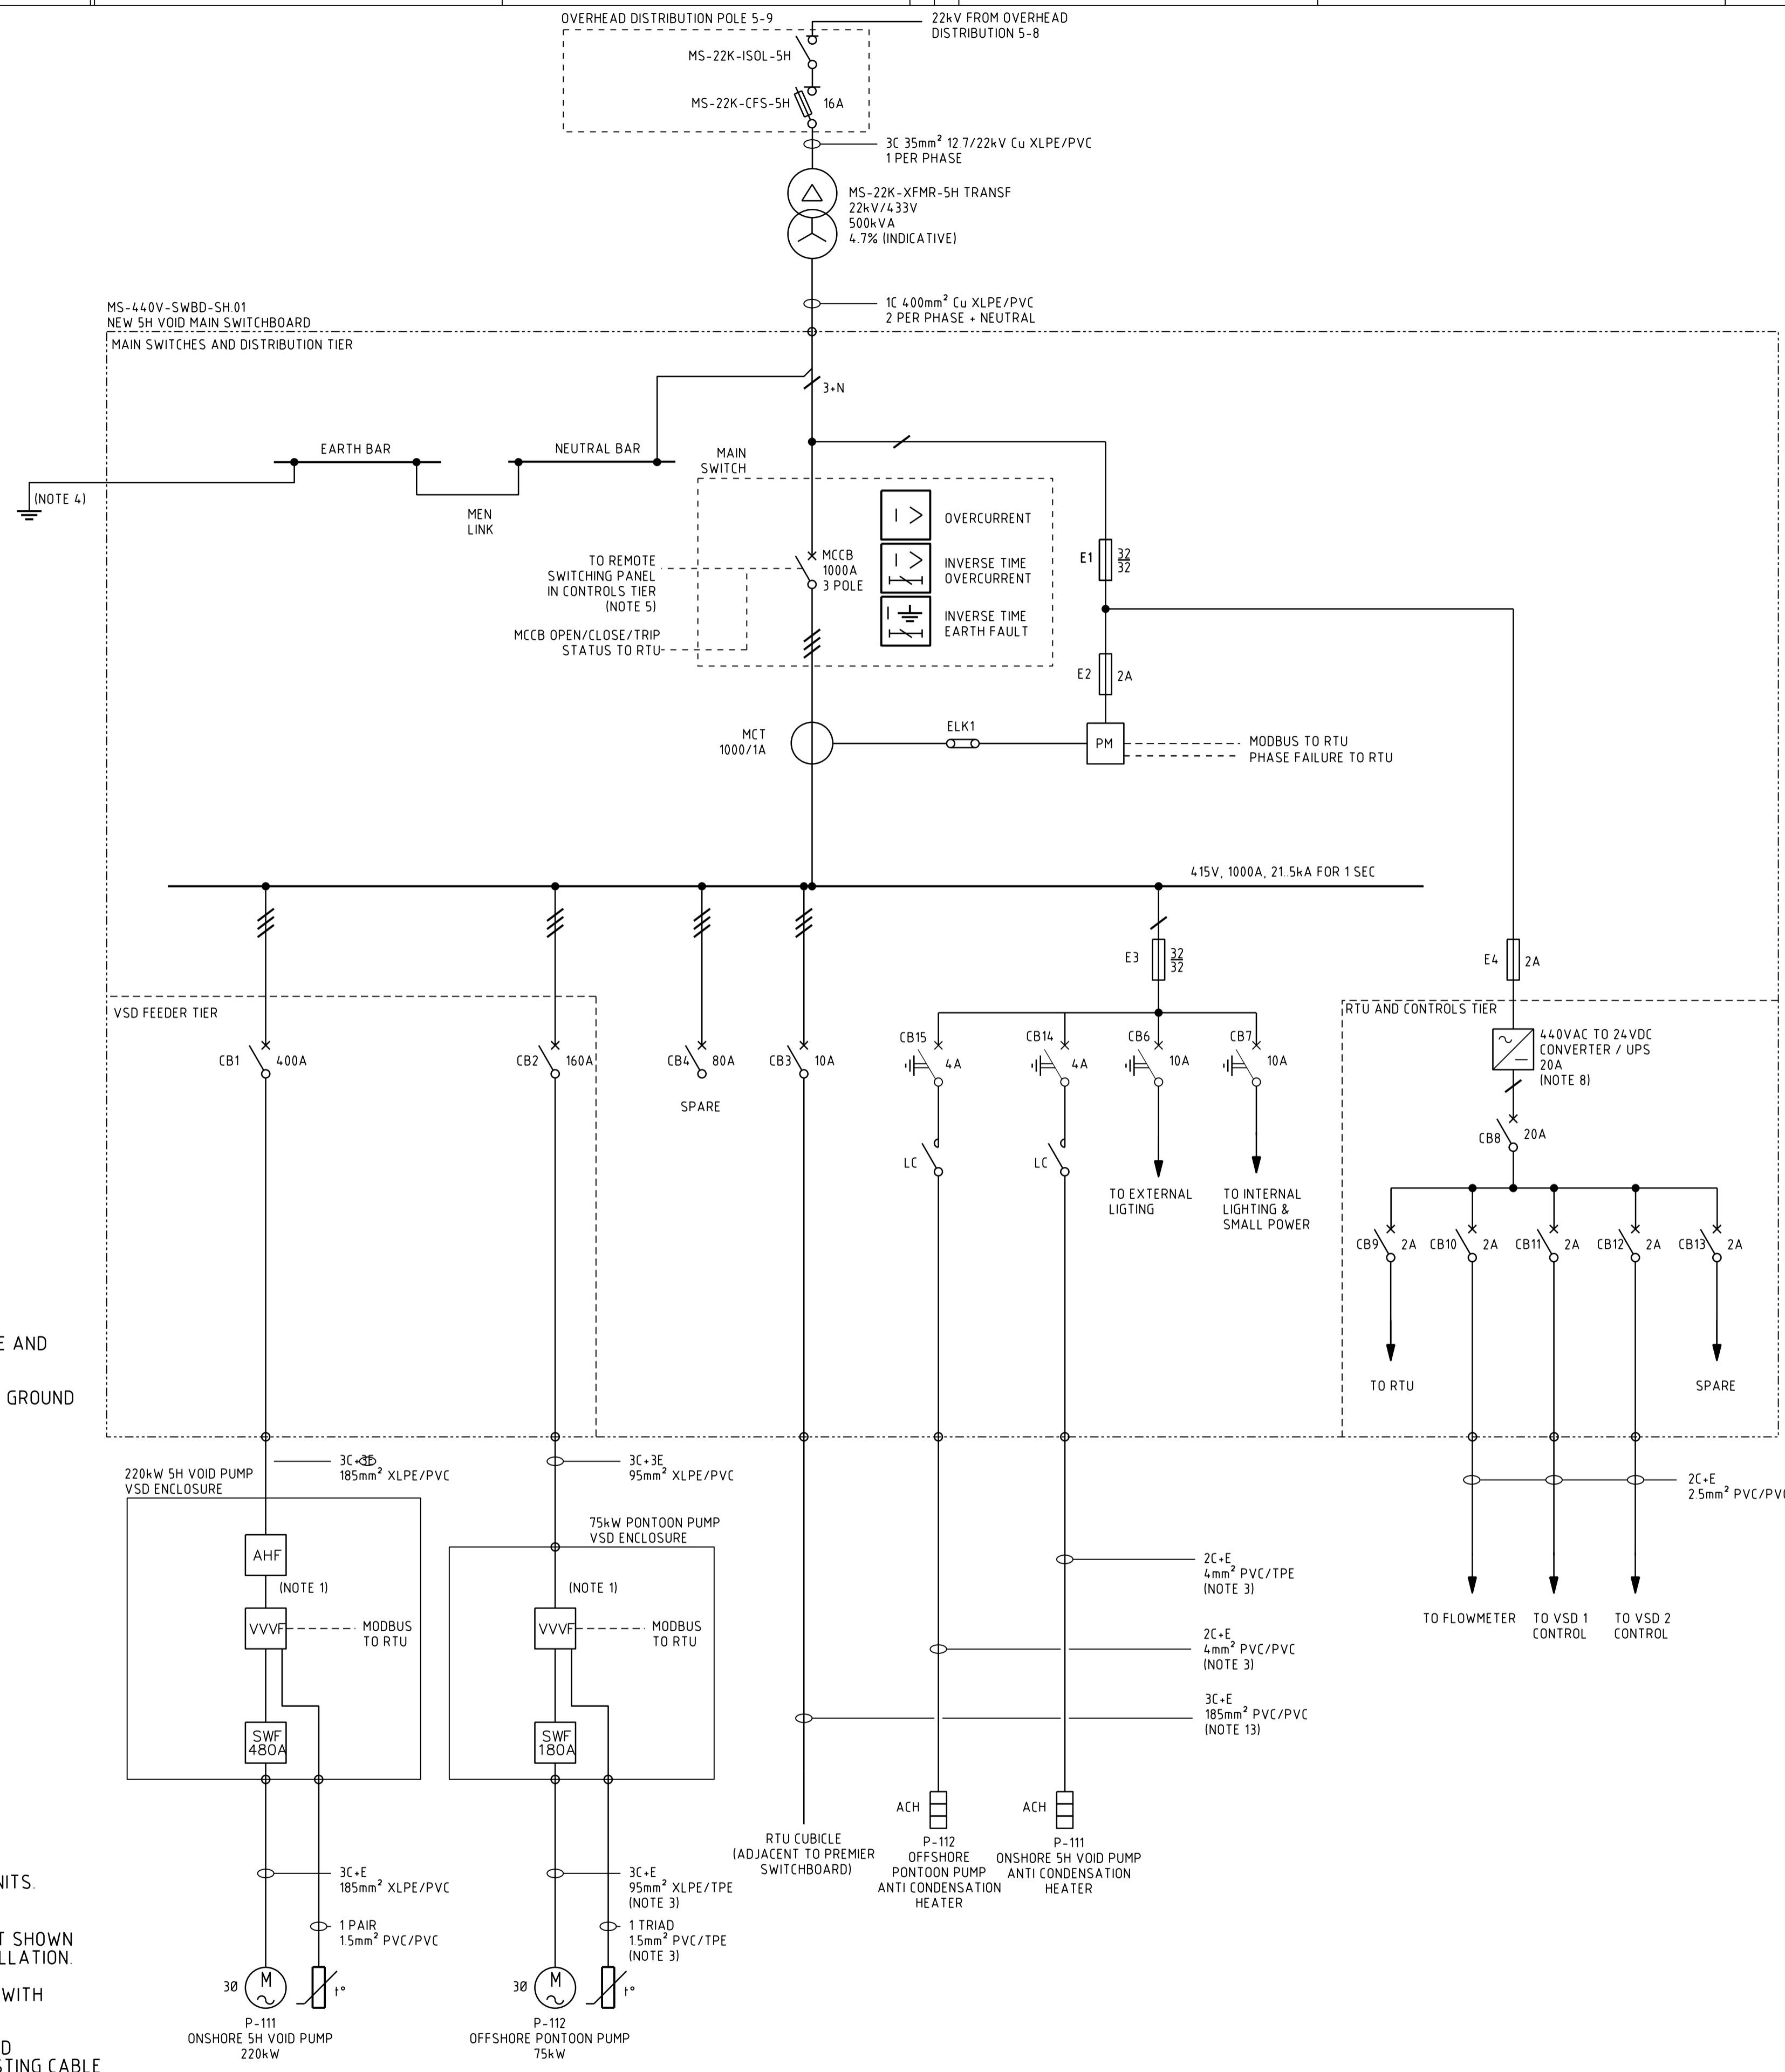 OVERHEAD DISTRIBUTION POLE 5-9
22kV FROM OVERHEAD
DISTRIBUTION 5-8
MS-22K-ISOL-5H
MS-22K-CFS-5H
16A
3C 35mm² 12.7/22kV Cu XLPE/PVC
1 PER PHASE
MS-22K-XFMR-5H TRANSF
22kV/433V
500kVA
4.7% (INDICATIVE)
1C 400mm² Cu XLPE/PVC
2 PER PHASE + NEUTRAL
MS-440V-SWBD-SH.01
NEW 5H VOID MAIN SWITCHBOARD
MAIN SWITCHES AND DISTRIBUTION TIER
3+N
EARTH BAR
NEUTRAL BAR
(NOTE 4)
MEN
LINK
MAIN
SWITCH
TO REMOTE
SWITCHING PANEL
IN CONTROLS TIER
(NOTE 5)
MCCB OPEN/CLOSE/TRIP
STATUS TO RTU
MCCB
1000A
3 POLE
I >
OVERCURRENT
I >
INVERSE TIME
OVERCURRENT
I
INVERSE TIME
EARTH FAULT
E1
32
32
E2
2A
MCT
1000/1A
ELK1
PM
MODBUS TO RTU
PHASE FAILURE TO RTU
415V, 1000A, 21..5kA FOR 1 SEC
E3
32
32
E4
2A
VSD FEEDER TIER
CB1
400A
CB2
160A
CB4
80A
SPARE
CB3
10A
CB15
4A
CB14
4A
CB6
10A
CB7
10A
LC
LC
TO EXTERNAL
LIGTING
TO INTERNAL
LIGHTING &
SMALL POWER
RTU AND CONTROLS TIER
440VAC TO 24VDC
CONVERTER / UPS
20A
(NOTE 8)
CB8
20A
CB9
2A
CB10
2A
CB11
2A
CB12
2A
CB13
2A
TO RTU
SPARE
E AND
GROUND
3C+3E
185mm² XLPE/PVC
3C+3E
95mm² XLPE/PVC
2C+E
2.5mm² PVC/PVC
220kW 5H VOID PUMP
VSD ENCLOSURE
75kW PONTOON PUMP
VSD ENCLOSURE
AHF
(NOTE 1)
(NOTE 1)
VVVF
MODBUS
TO RTU
VVVF
MODBUS
TO RTU
SWF
480A
SWF
180A
2C+E
4mm² PVC/TPE
(NOTE 3)
2C+E
4mm² PVC/PVC
(NOTE 3)
3C+E
185mm² PVC/PVC
(NOTE 13)
TO FLOWMETER
TO VSD 1
CONTROL
TO VSD 2
CONTROL
RTU CUBICLE
(ADJACENT TO PREMIER
SWITCHBOARD)
ACH
P-112
OFFSHORE
PONTOON PUMP
ANTI CONDENSATION
HEATER
ACH
P-111
ONSHORE 5H VOID PUMP
ANTI CONDENSATION
HEATER
3C+E
185mm² XLPE/PVC
1 PAIR
1.5mm² PVC/PVC
3C+E
95mm² XLPE/TPE
(NOTE 3)
1 TRIAD
1.5mm² PVC/TPE
(NOTE 3)
3Ø
M
t°
P-111
ONSHORE 5H VOID PUMP
220kW
3Ø
M
t°
P-112
OFFSHORE PONTOON PUMP
75kW
NITS.
T SHOWN
LLATION.
WITH
D
STING CABLE